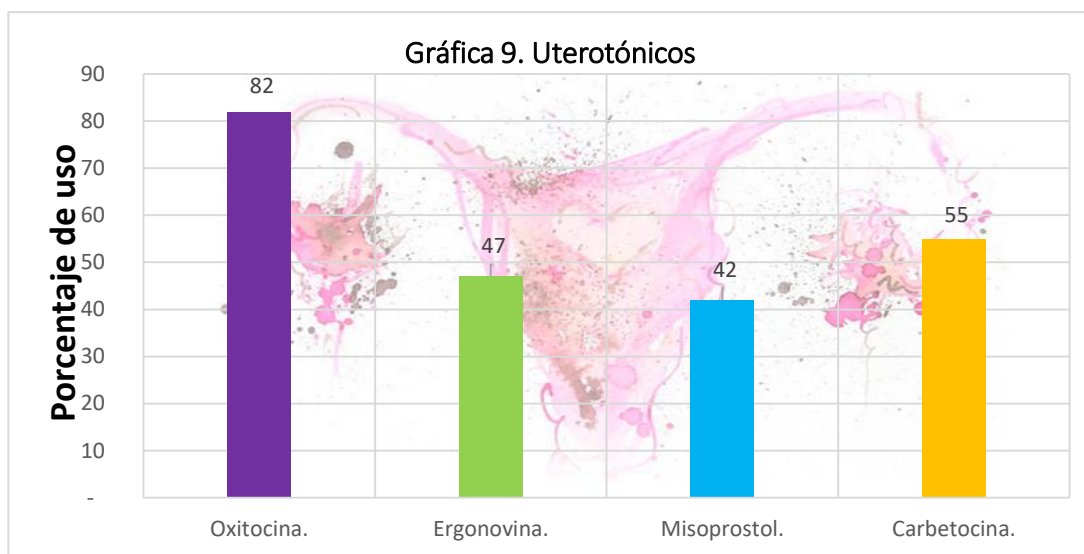 Gráfica 9. Uterotónicos
Porcentaje de uso
90
80
70
60
50
40
30
20
10
-
82
47
42
55
Oxitocina.
Ergonovina.
Misoprostol.
Carbetocina.